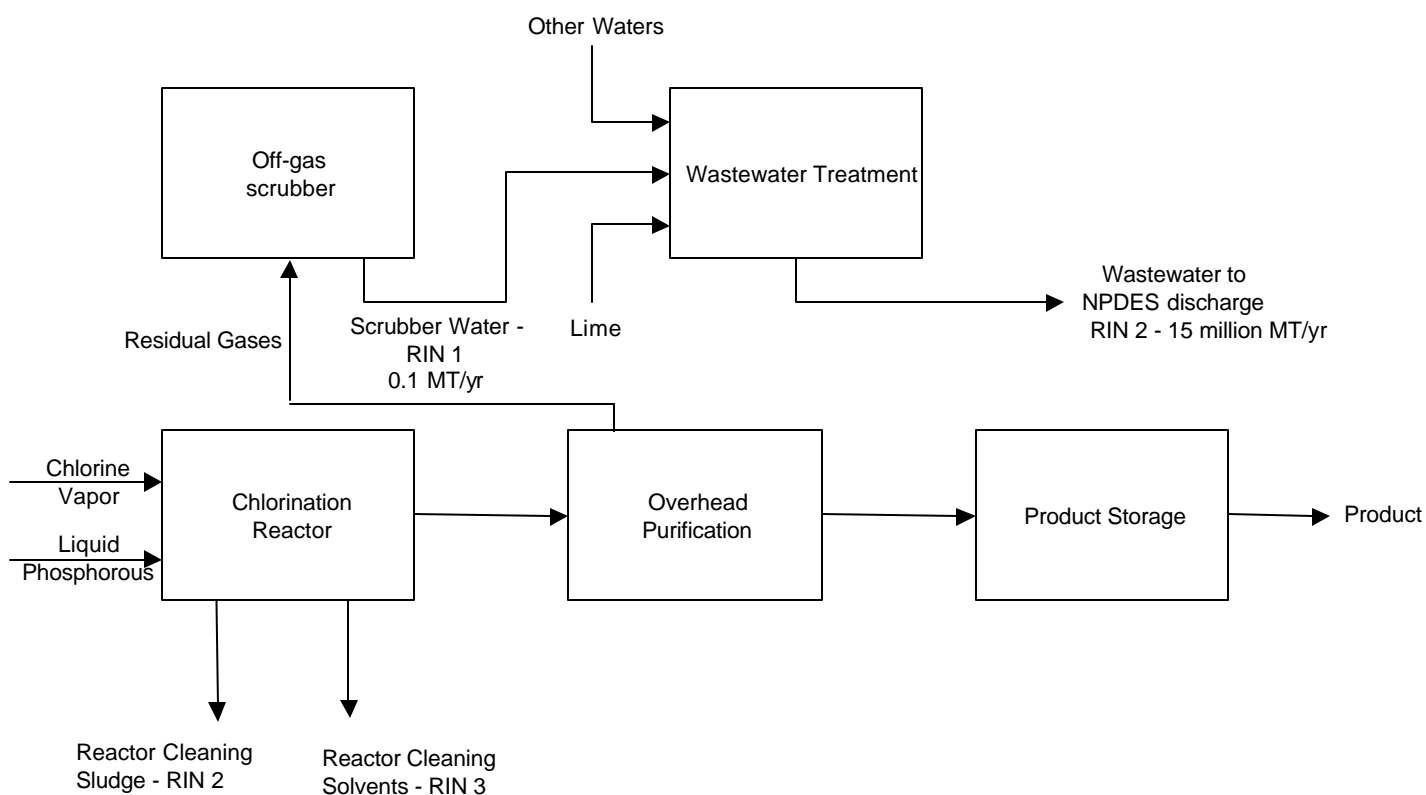 Other Waters
Off-gas
scrubber
Wastewater Treatment
Wastewater to
NPDES discharge
RIN 2 - 15 million MT/yr
Residual Gases
Scrubber Water -
RIN 1
0.1 MT/yr
Lime
Chlorine
Vapor
Liquid
Phosphorous
Chlorination
Reactor
Overhead
Purification
Product Storage
Product
Reactor Cleaning
Sludge - RIN 2
Reactor Cleaning
Solvents - RIN 3